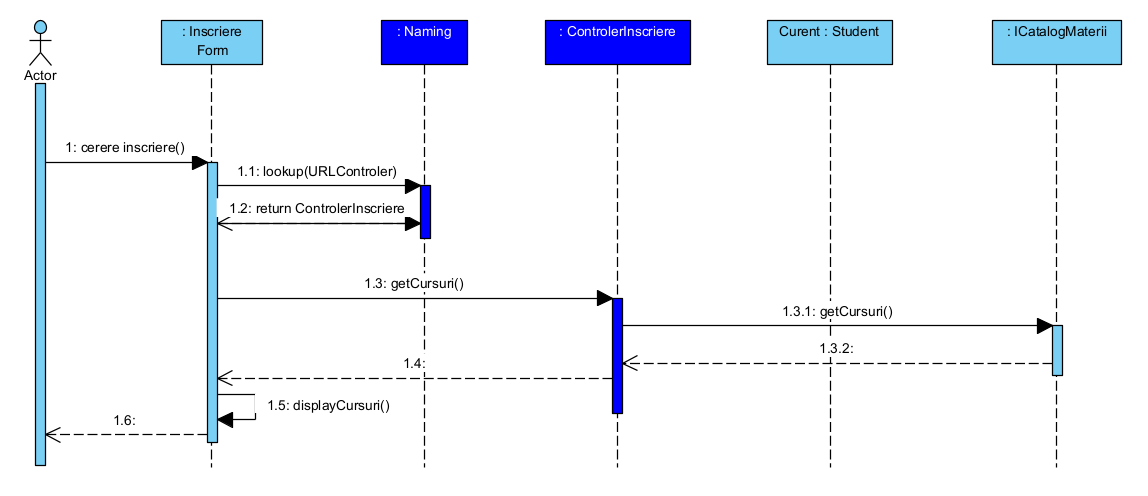 : Inscriere
Form
: Naming
: ControlerInscriere
Curent : Student
: ICatalogMaterii
Actor
1: cerere inscriere()
1.1: lookup(URLControler)
1.2: return ControlerInscriere
1.3: getCursuri()
1.3.1: getCursuri()
1.3.2:
1.4:
1.5: displayCursuri()
1.6: